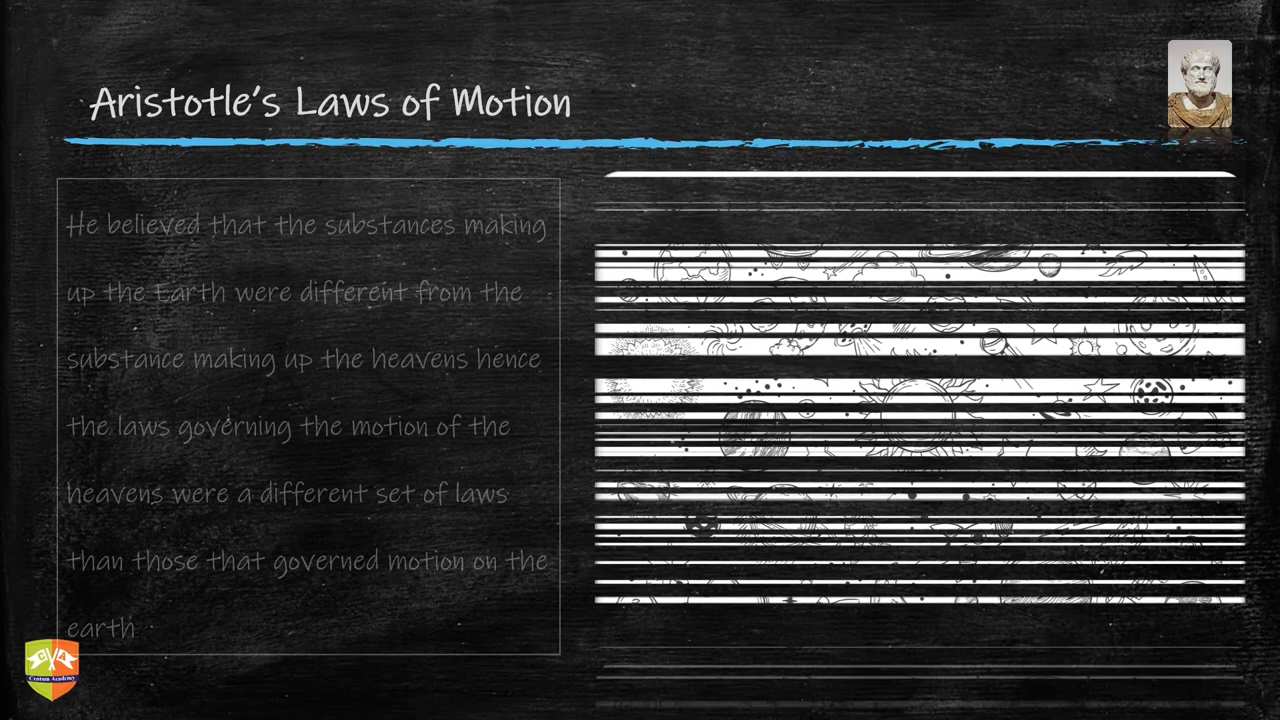 Aristotle's Laws of Motion
He believed that the substances making
up the Earth were different from the
substance making up the heavens hence
the laws governing the motion of the
heavens were a different set of laws
than those that governed motion on the
earth
C A
Croton Academy